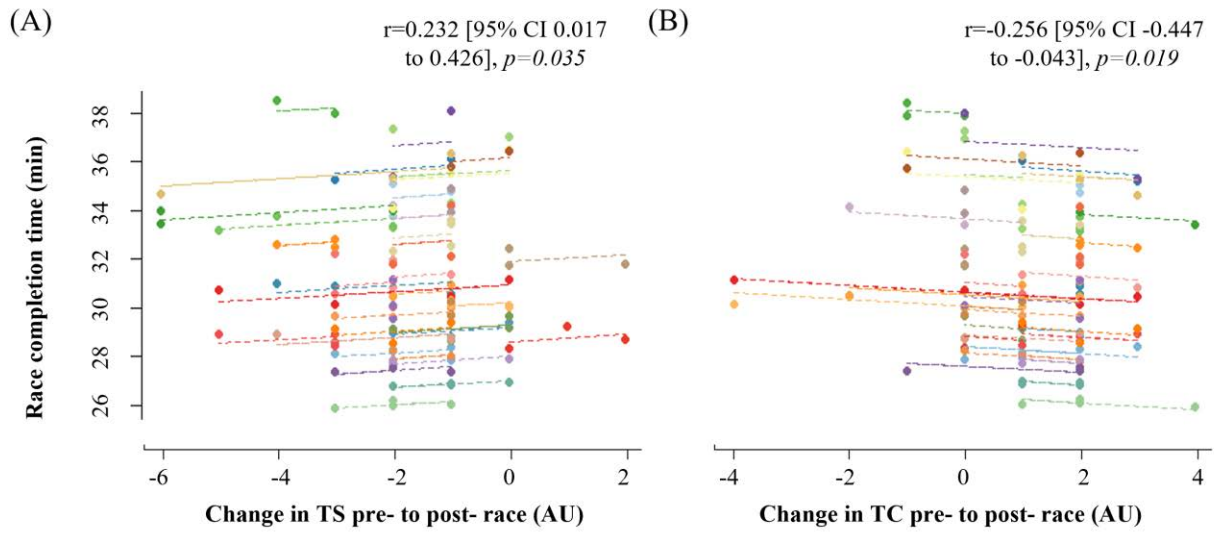 (A)
r=0.232 [95% CI 0.017
to 0.426], p=0.035
Race completion time (min)
38
36
34
32
30
28
26
-6
-4
-2
0
2
Change in TS pre- to post- race (AU)
(B)
r=-0.256 [95% CI -0.447
to -0.043], p=0.019
-4
-2
0
2
4
Change in TC pre- to post- race (AU)